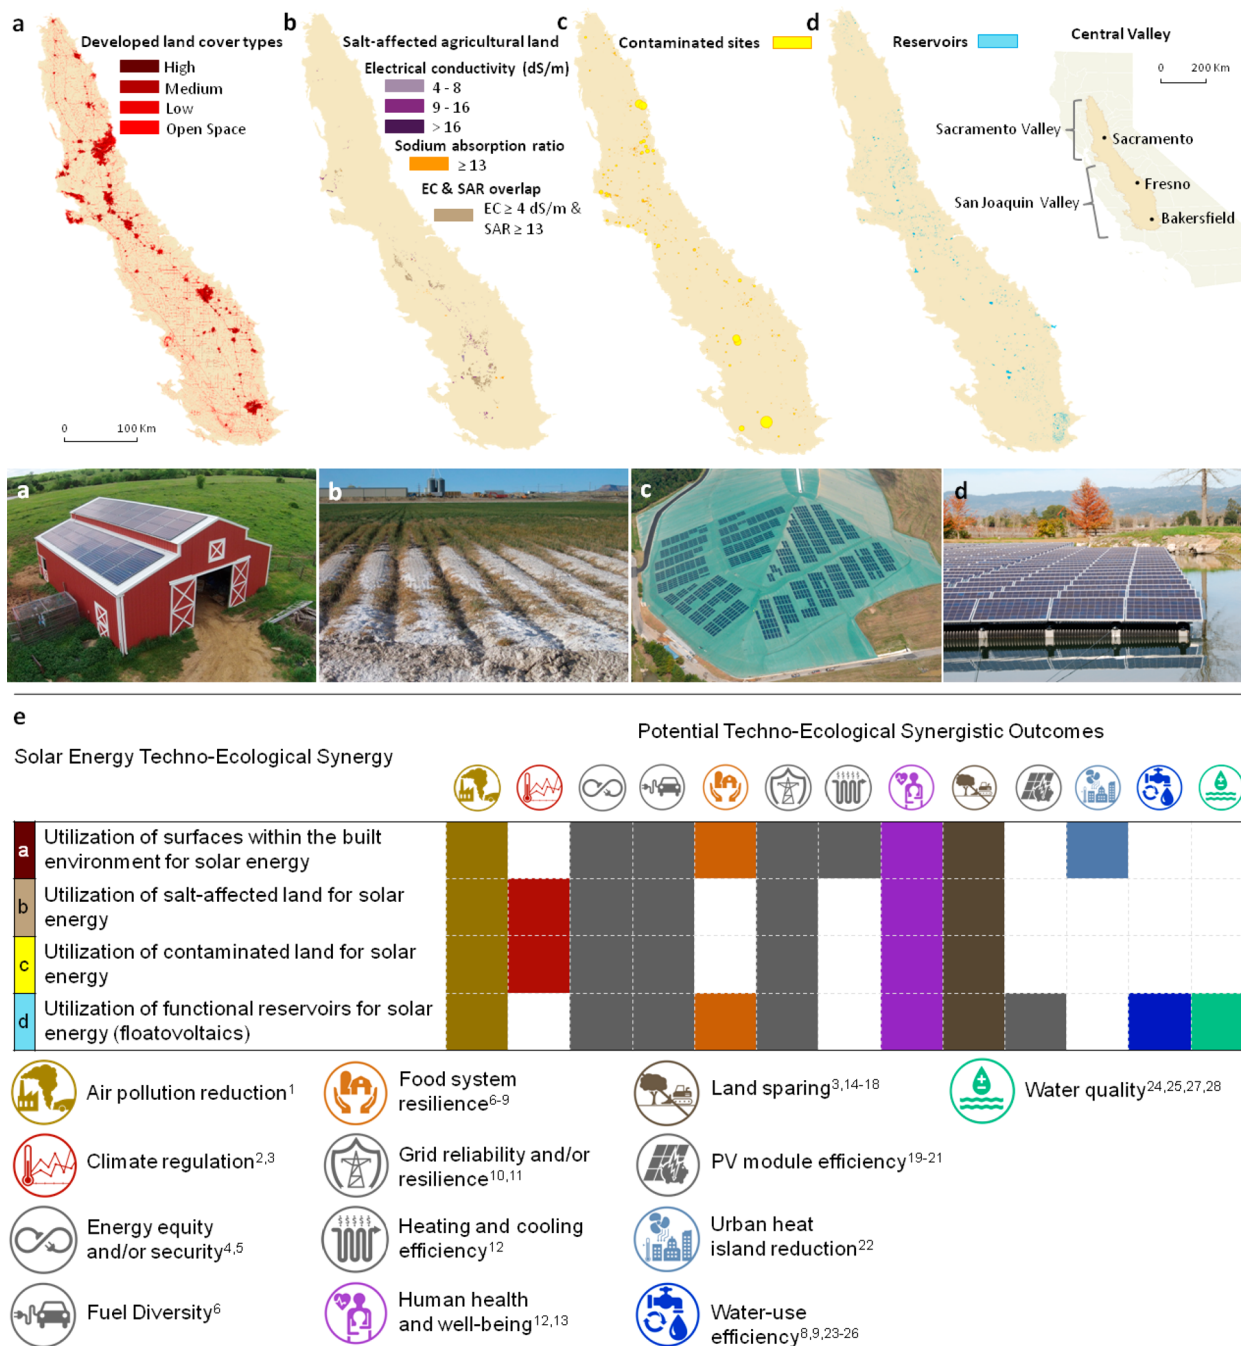 a
Developed land cover types
High
Medium
Low
Open Space
0 100 Km
b
Salt-affected agricultural land
Electrical conductivity (dS/m)
4 - 8
9 - 16
> 16
Sodium absorption ratio
≥ 13
EC & SAR overlap
EC ≥ 4 dS/m &
SAR ≥ 13
c
Contaminated sites
d
Reservoirs
Central Valley
0 200 Km
Sacramento Valley
Sacramento
Fresno
San Joaquin Valley
Bakersfield
a
b
c
d
e
Solar Energy Techno-Ecological Synergy
Potential Techno-Ecological Synergistic Outcomes
a
Utilization of surfaces within the built
environment for solar energy
b
Utilization of salt-affected land for solar
energy
c
Utilization of contaminated land for solar
energy
d
Utilization of functional reservoirs for solar
energy (floatovoltaics)
Air pollution reduction1
Climate regulation2,3
Energy equity
and/or security4,5
Fuel Diversity6
Food system
resilience6-9
Grid reliability and/or
resilience10,11
Heating and cooling
efficiency12
Human health
and well-being12,13
Land sparing3,14-18
PV module efficiency19-21
Urban heat
island reduction22
Water-use
efficiency8,9,23-26
Water quality24,25,27,28